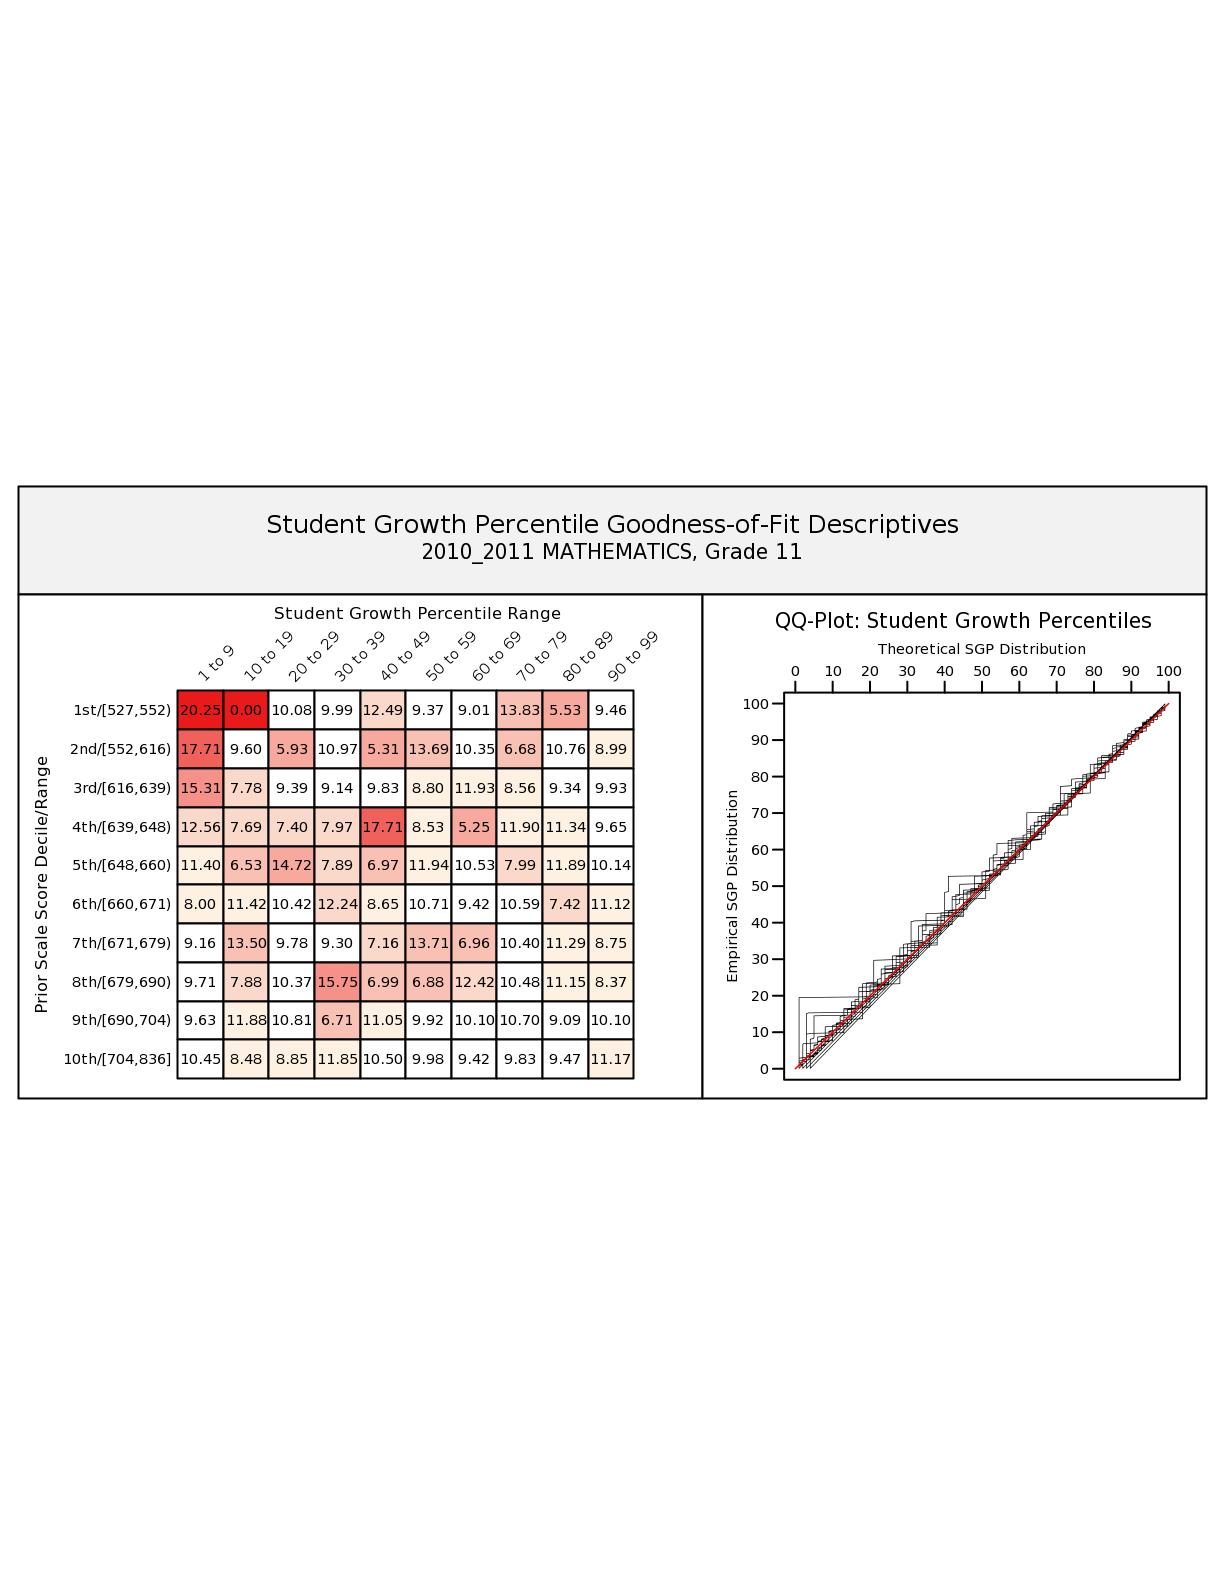 Student Growth Percentile Goodness-of-Fit Descriptives
2010_2011 MATHEMATICS, Grade 11
Student Growth Percentile Range
1 to 9 10 to 19 20 to 29 30 to 39 40 to 49 50 to 59 60 to 69 70 to 79 80 to 89 90 to 99
Prior Scale Score Decile/Range
1st/[527,552) 20.25 0.00 10.08 9.99 12.49 9.37 9.01 13.83 5.53 9.46
2nd/[552,616) 17.71 9.60 5.93 10.97 5.31 13.69 10.35 6.68 10.76 8.99
3rd/[616,639) 15.31 7.78 9.39 9.14 9.83 8.80 11.93 8.56 9.34 9.93
4th/[639,648) 12.56 7.69 7.40 7.97 17.71 8.53 5.25 11.90 11.34 9.65
5th/[648,660) 11.40 6.53 14.72 7.89 6.97 11.94 10.53 7.99 11.89 10.14
6th/[660,671) 8.00 11.42 10.42 12.24 8.65 10.71 9.42 10.59 7.42 11.12
7th/[671,679) 9.16 13.50 9.78 9.30 7.16 13.71 6.96 10.40 11.29 8.75
8th/[679,690) 9.71 7.88 10.37 15.75 6.99 6.88 12.42 10.48 11.15 8.37
9th/[690,704) 9.63 11.88 10.81 6.71 11.05 9.92 10.10 10.70 9.09 10.10
10th/[704,836] 10.45 8.48 8.85 11.85 10.50 9.98 9.42 9.83 9.47 11.17
QQ-Plot: Student Growth Percentiles
Theoretical SGP Distribution
0 10 20 30 40 50 60 70 80 90 100
Empirical SGP Distribution
100
90
80
70
60
50
40
30
20
10
0